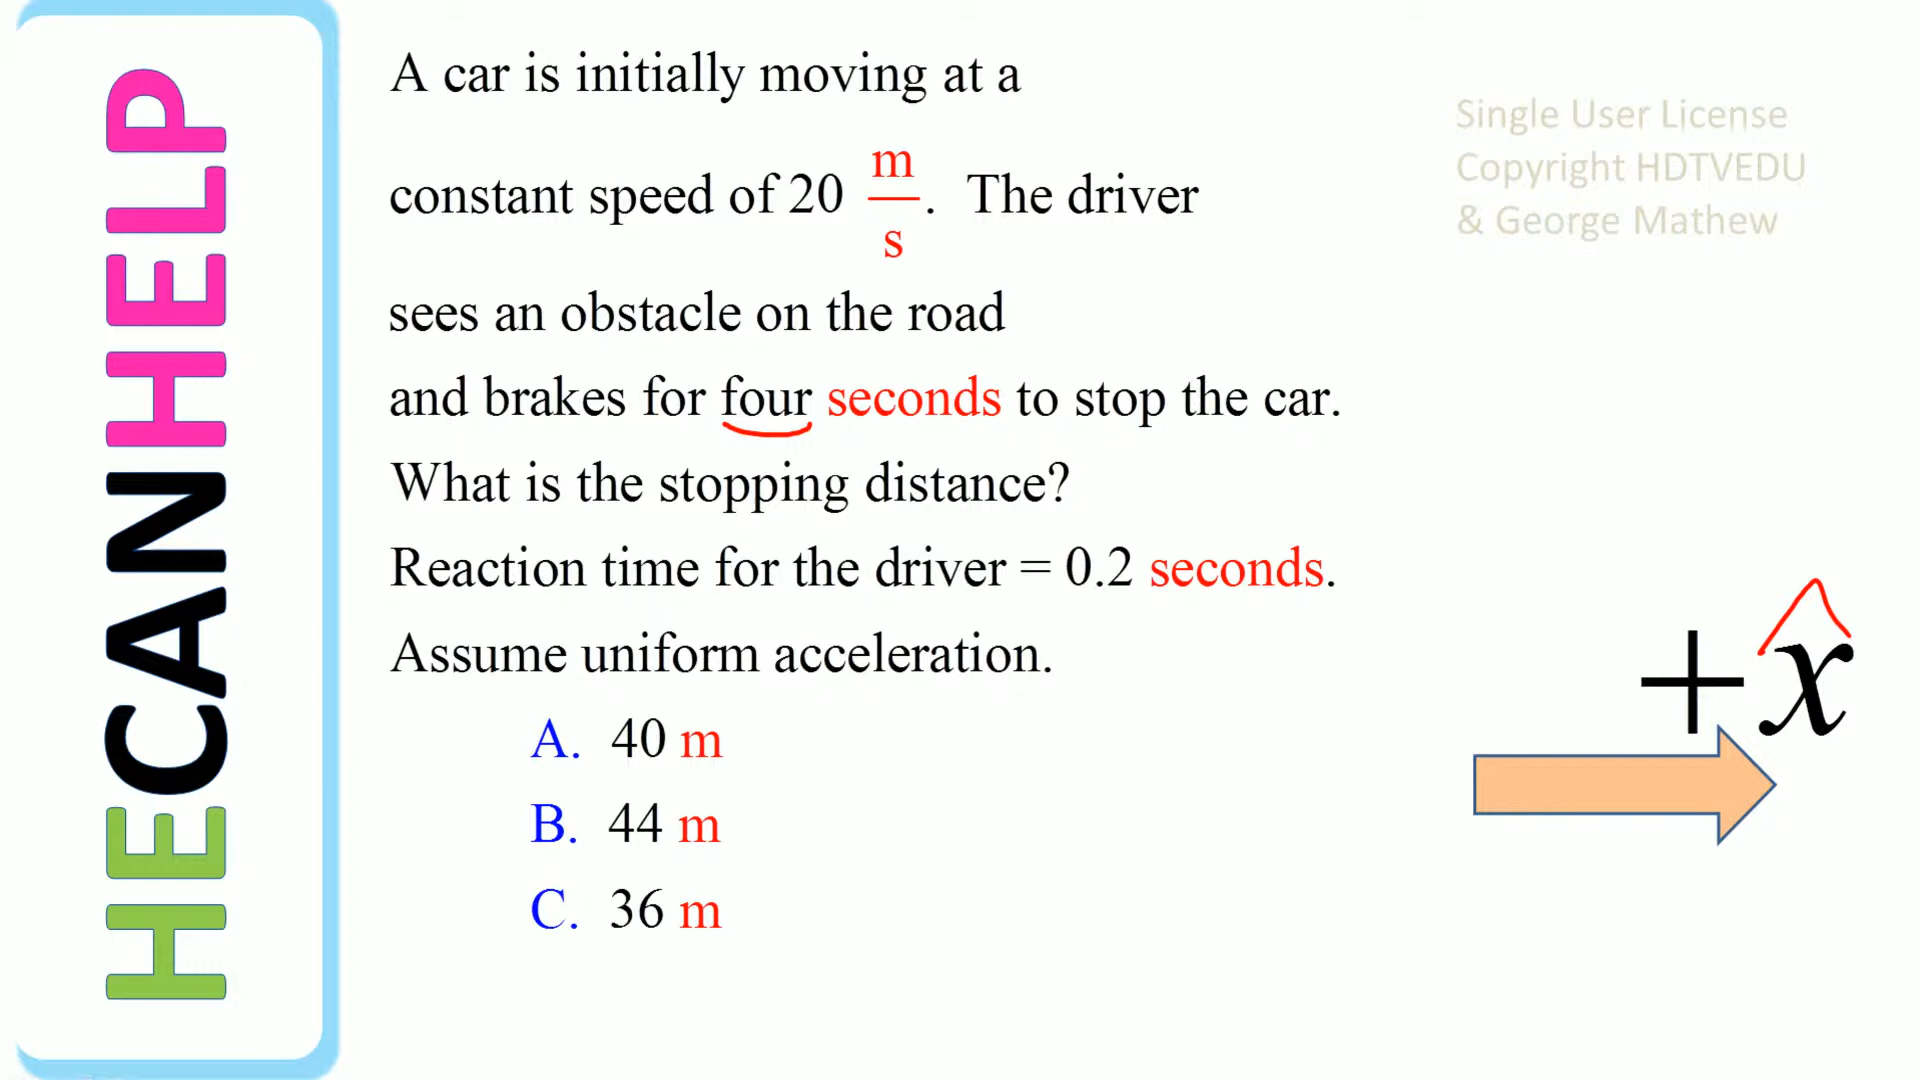 HECANHELP
A car is initially moving at a
constant speed of 20 m/s. The driver
sees an obstacle on the road
and brakes for four seconds to stop the car.
What is the stopping distance?
Reaction time for the driver = 0.2 seconds.
Assume uniform acceleration.
A. 40 m
B. 44 m
C. 36 m
Single User License
Copyright HDTVEDU
& George Mathew
+x